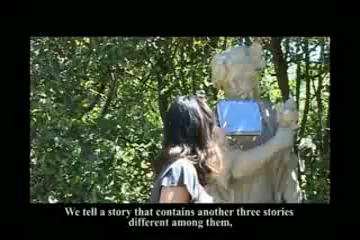 We tell a story that contains another three stories
different among them,